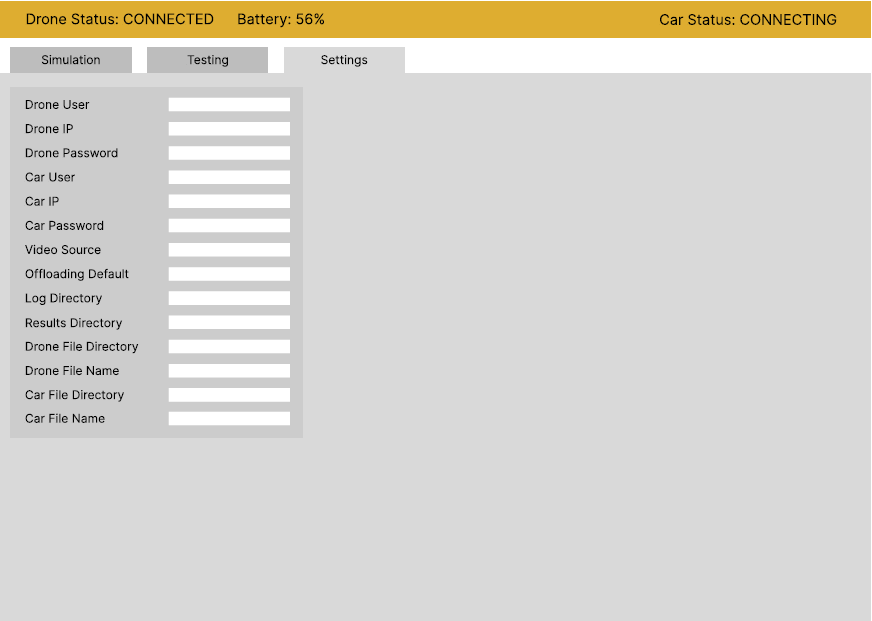 Drone Status: CONNECTED Battery: 56% Car Status: CONNECTING
Simulation Testing Settings
Drone User
Drone IP
Drone Password
Car User
Car IP
Car Password
Video Source
Offloading Default
Log Directory
Results Directory
Drone File Directory
Drone File Name
Car File Directory
Car File Name